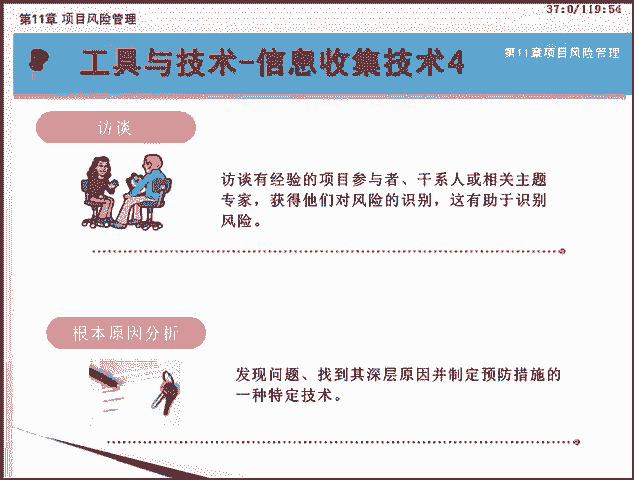 37:0/119:54
第11章 项目风险管理
第11章项目风险管理
工具与技术-信息收集技术4
访谈
访谈有经验的项目参与者、干系人或相关主题
专家，获得他们对风险的识别，这有助于识别
风险。
根本原因分析
发现问题、找到其深层原因并制定预防措施的
一种特定技术。